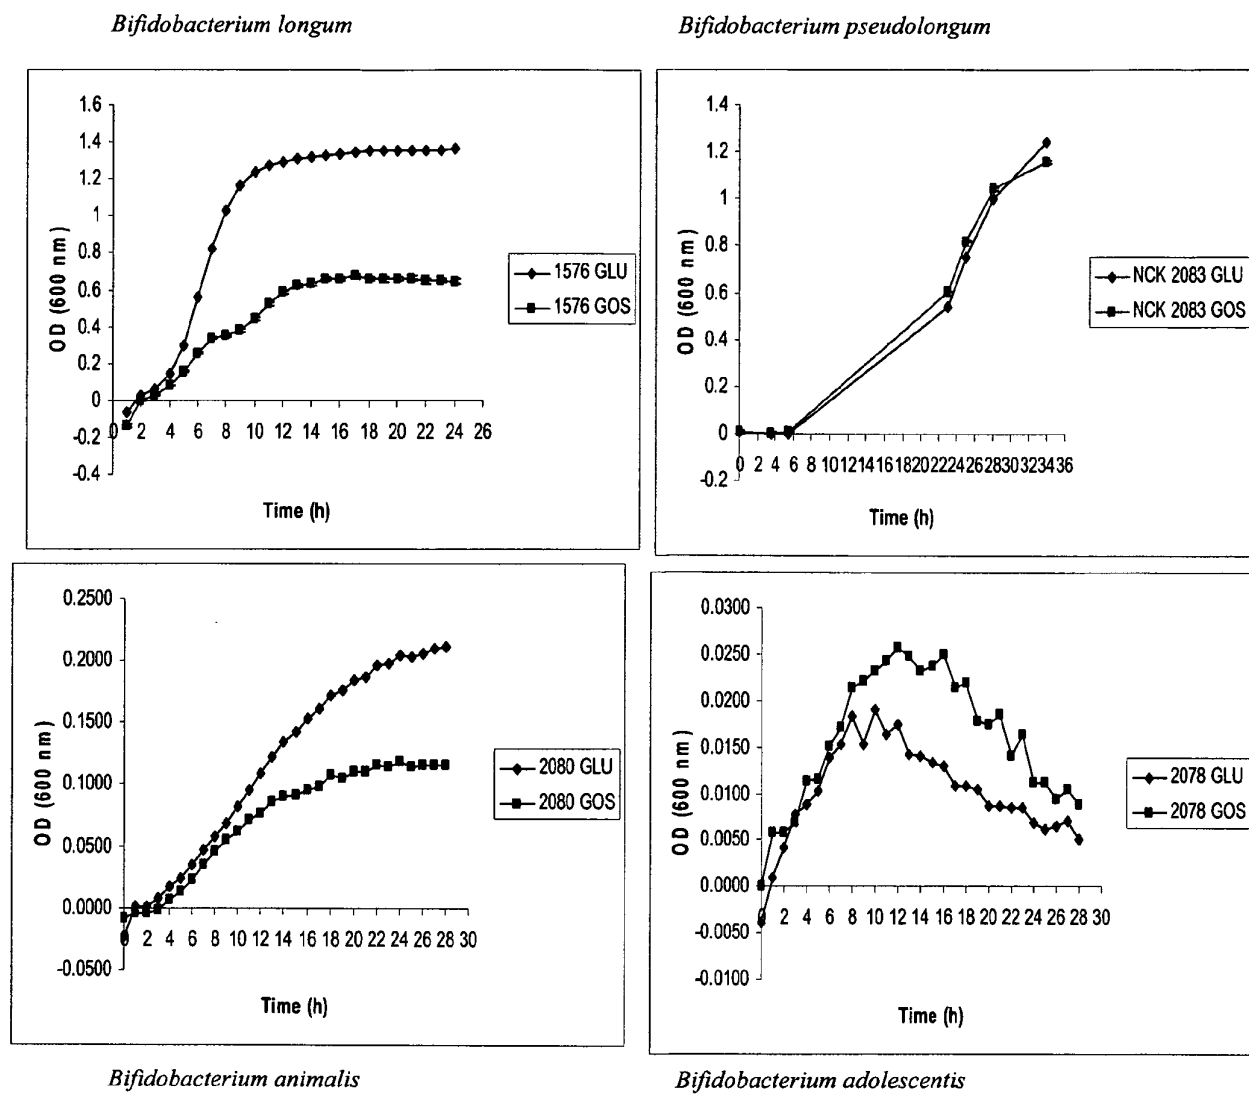 Bifidobacterium longum
Bifidobacterium pseudolongum
1.6
1.4
1.2
1
0.8
0.6
0.4
0.2
0
-0.2
-0.4
OD (600 nm)
0 2 4 6 8 10 12 14 16 18 20 22 24 26
Time (h)
1576 GLU
1576 GOS
1.4
1.2
1
0.8
0.6
0.4
0.2
0
-0.2
OD (600 nm)
0 2 4 6 8 10 12 14 16 18 20 22 24 26 28 30 32 34 36
Time (h)
NCK 2083 GLU
NCK 2083 GOS
0.2500
0.2000
0.1500
0.1000
0.0500
0.0000
-0.0500
OD (600 nm)
0 2 4 6 8 10 12 14 16 18 20 22 24 26 28 30
Time (h)
2080 GLU
2080 GOS
0.0300
0.0250
0.0200
0.0150
0.0100
0.0050
0.0000
-0.0050
-0.0100
OD (600 nm)
0 2 4 6 8 10 12 14 16 18 20 22 24 26 28 30
Time (h)
2078 GLU
2078 GOS
Bifidobacterium animalis
Bifidobacterium adolescentis